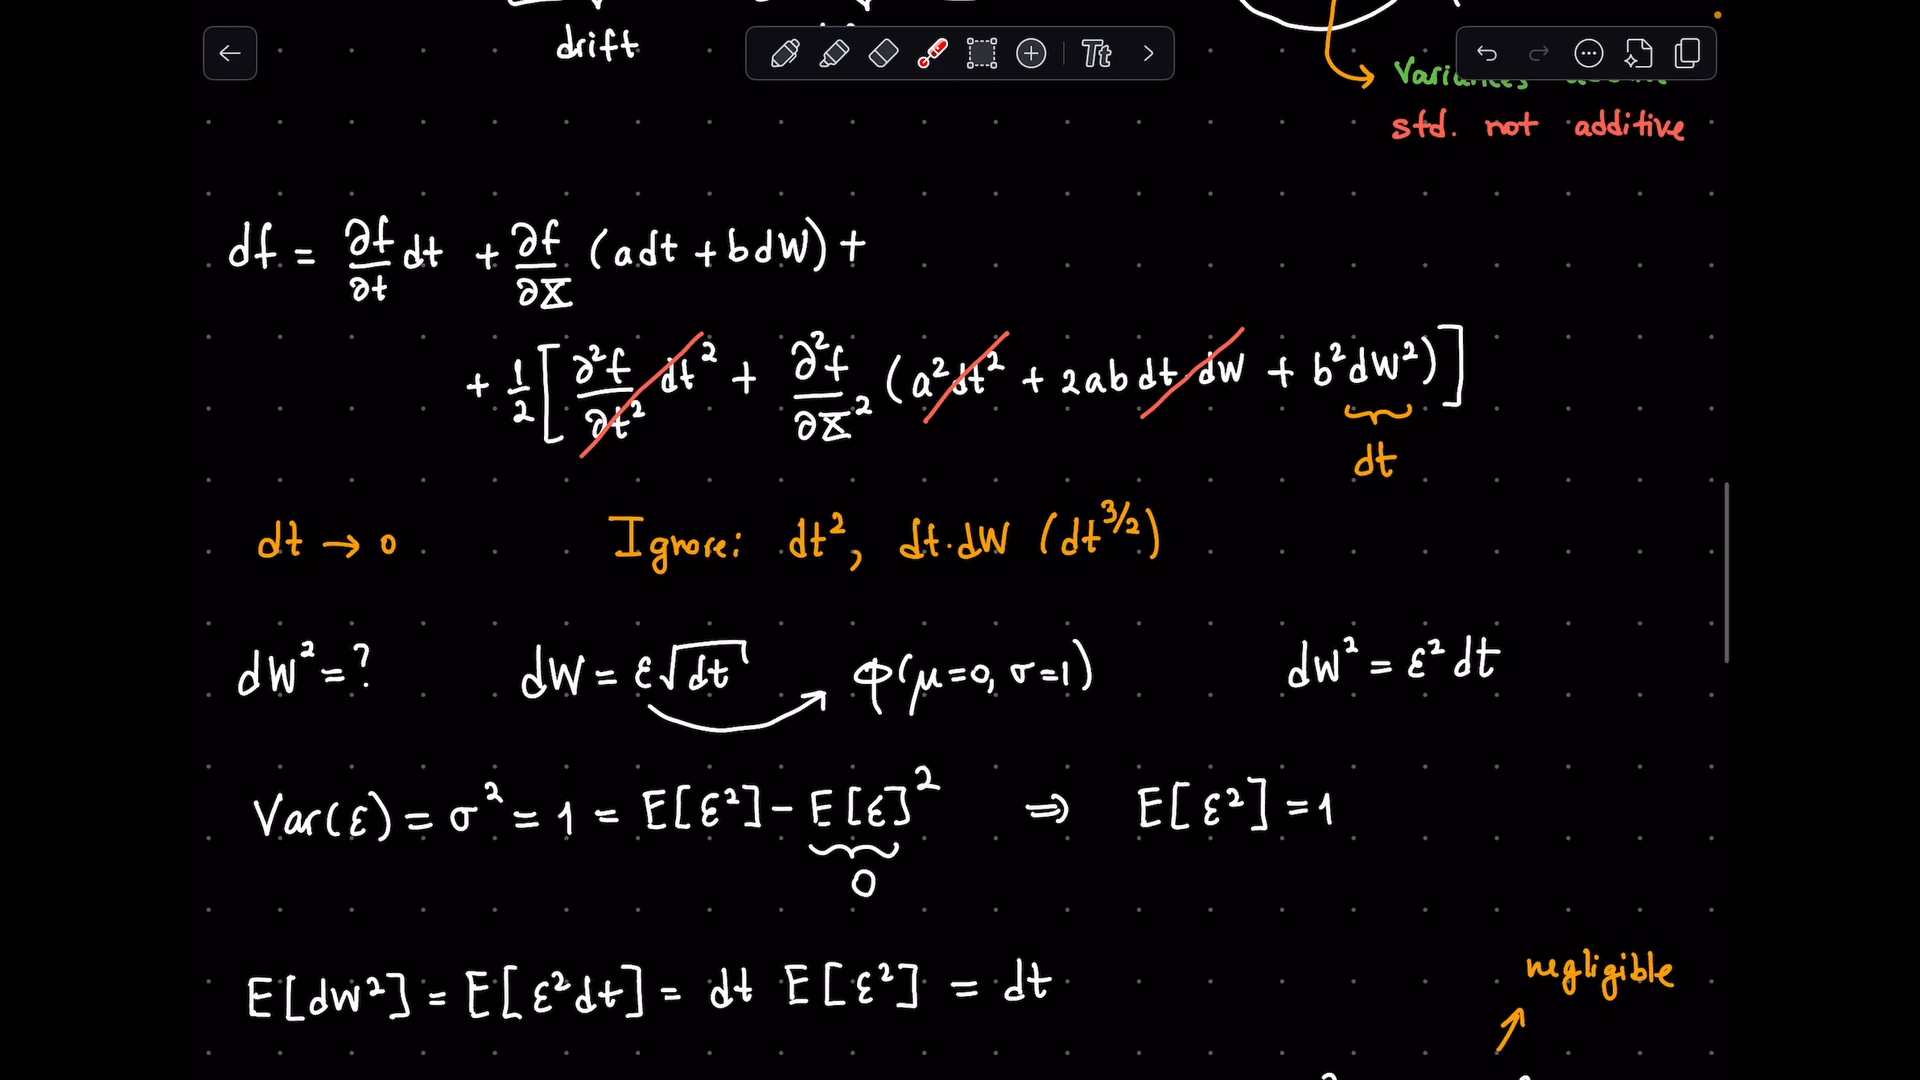 drift
Tt
std. not additive
df = ∂f/∂t dt + ∂f/∂X (adt + bdW) +
+ 1/2 [ ∂²f/∂t² dt² + ∂²f/∂X² (a²dt² + 2ab dt dW + b²dW²) ]
dt
dt → 0 Ignore: dt², dt·dW (dt^3/2)
dW² = ? dW = ε√dt φ(μ=0, σ=1) dW² = ε² dt
Var(ε) = σ² = 1 = E[ε²] - E[ε]² ⇒ E[ε²] = 1
0
negligible
E[dW²] = E[ε²dt] = dt E[ε²] = dt